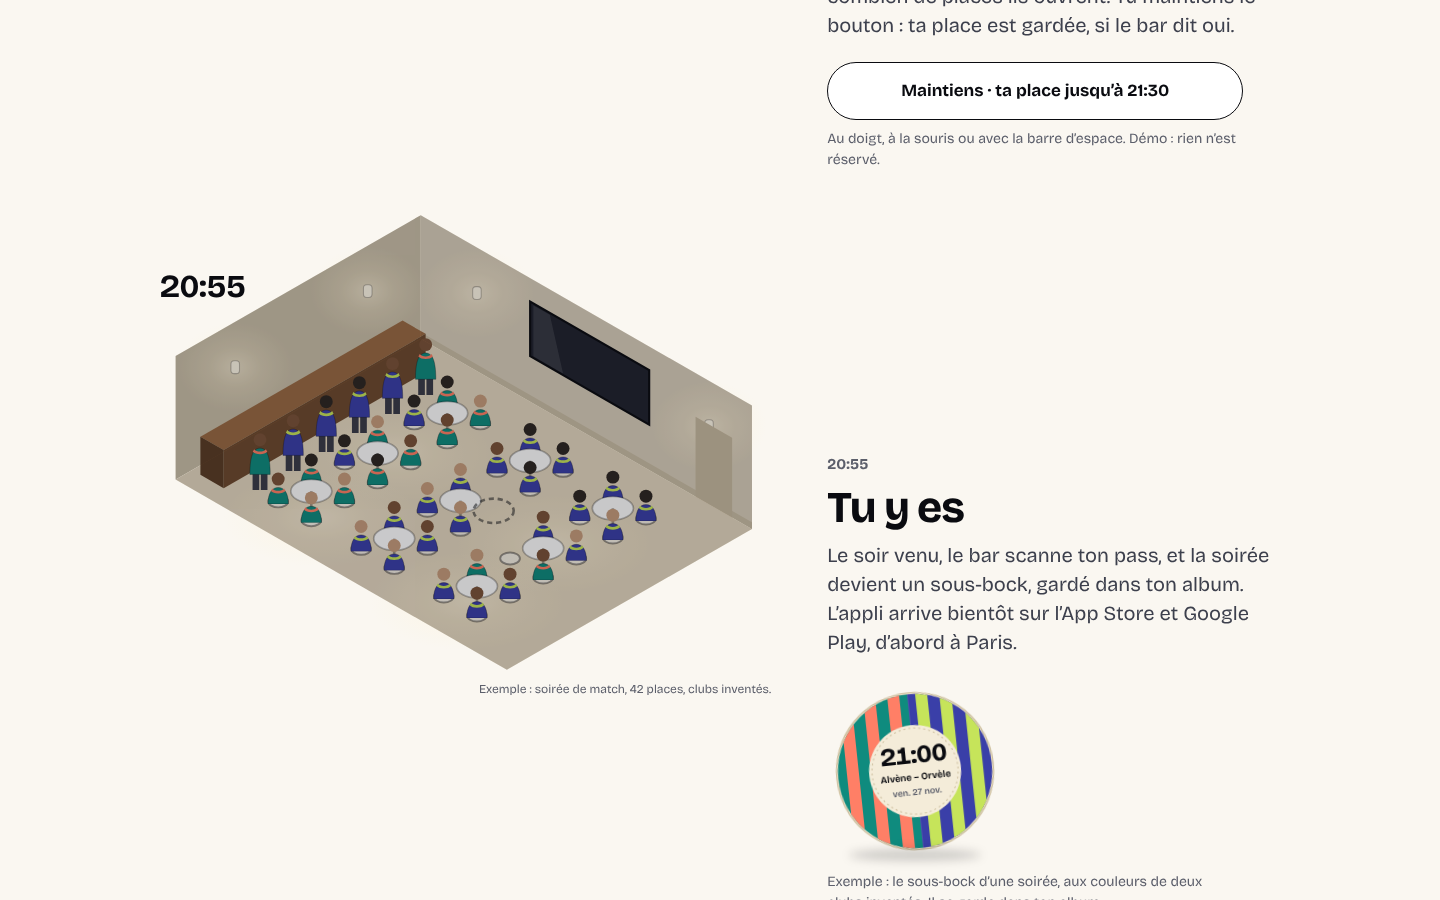 bouton : ta place est gardée, si le bar dit oui.
Maintiens · ta place jusqu’à 21:30
Au doigt, à la souris ou avec la barre d’espace. Démo : rien n’est
réservé.
20:55
20:55
Tu y es
Le soir venu, le bar scanne ton pass, et la soirée
devient un sous-bock, gardé dans ton album.
L’appli arrive bientôt sur l’App Store et Google
Play, d’abord à Paris.
Exemple : soirée de match, 42 places, clubs inventés.
21:00
Alvène – Orvèle
ven. 27 nov.
Exemple : le sous-bock d’une soirée, aux couleurs de deux